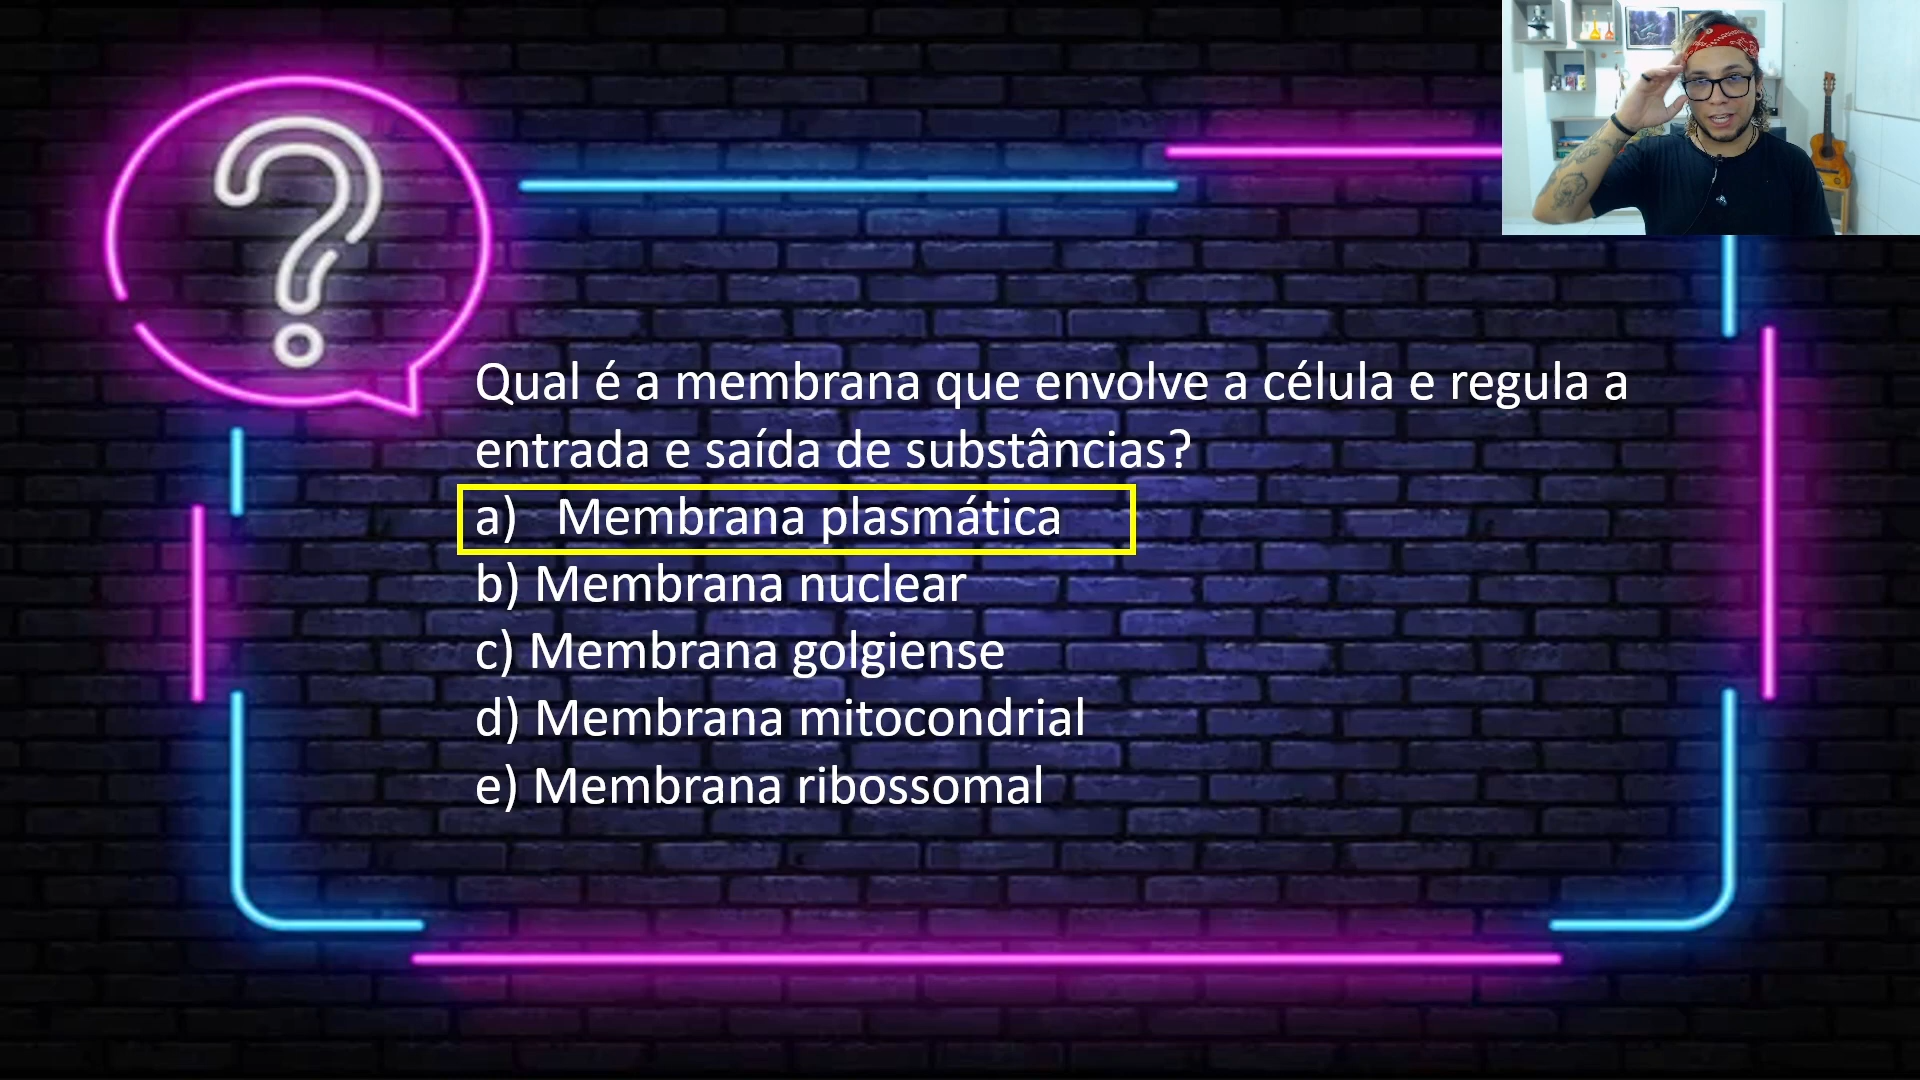 Qual é a membrana que envolve a célula e regula a
entrada e saída de substâncias?
a) Membrana plasmática
b) Membrana nuclear
c) Membrana golgiense
d) Membrana mitocondrial
e) Membrana ribossomal